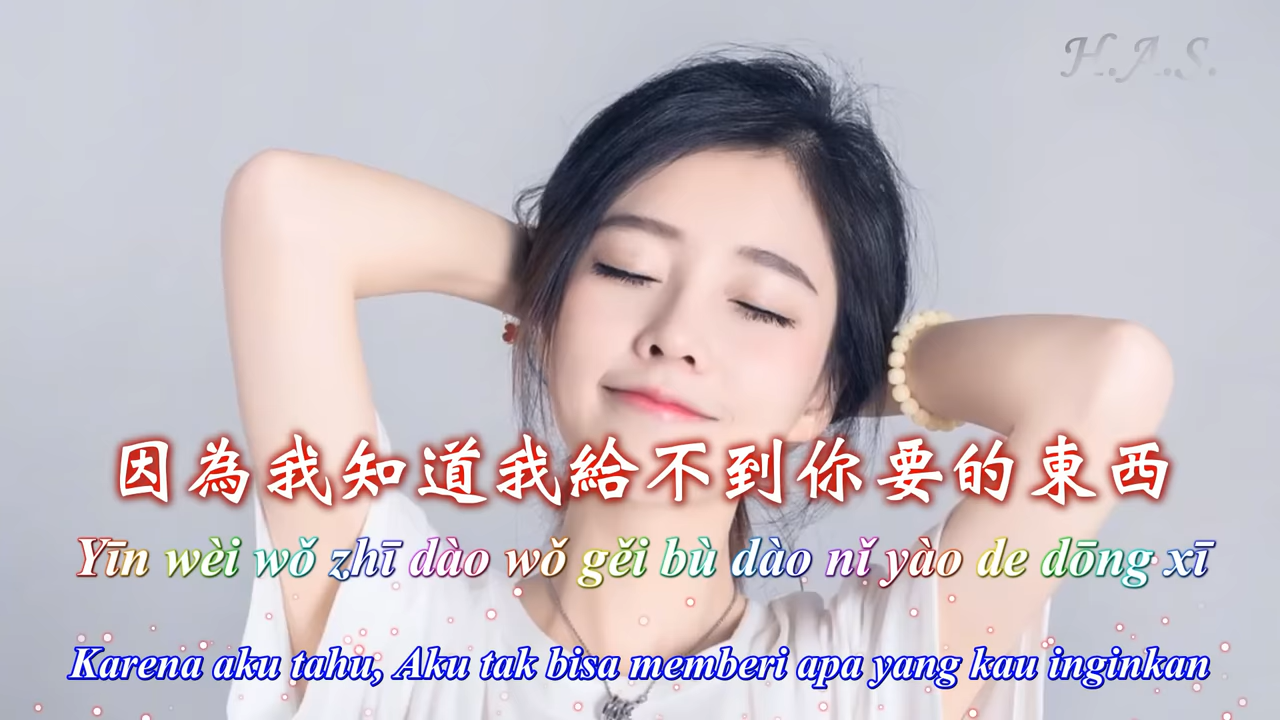 H.A.S.
因為我知道我給不到你要的東西
Yīn wèi wǒ zhī dào wǒ gěi bù dào nǐ yào de dōng xī
Karena aku tahu, Aku tak bisa memberi apa yang kau inginkan